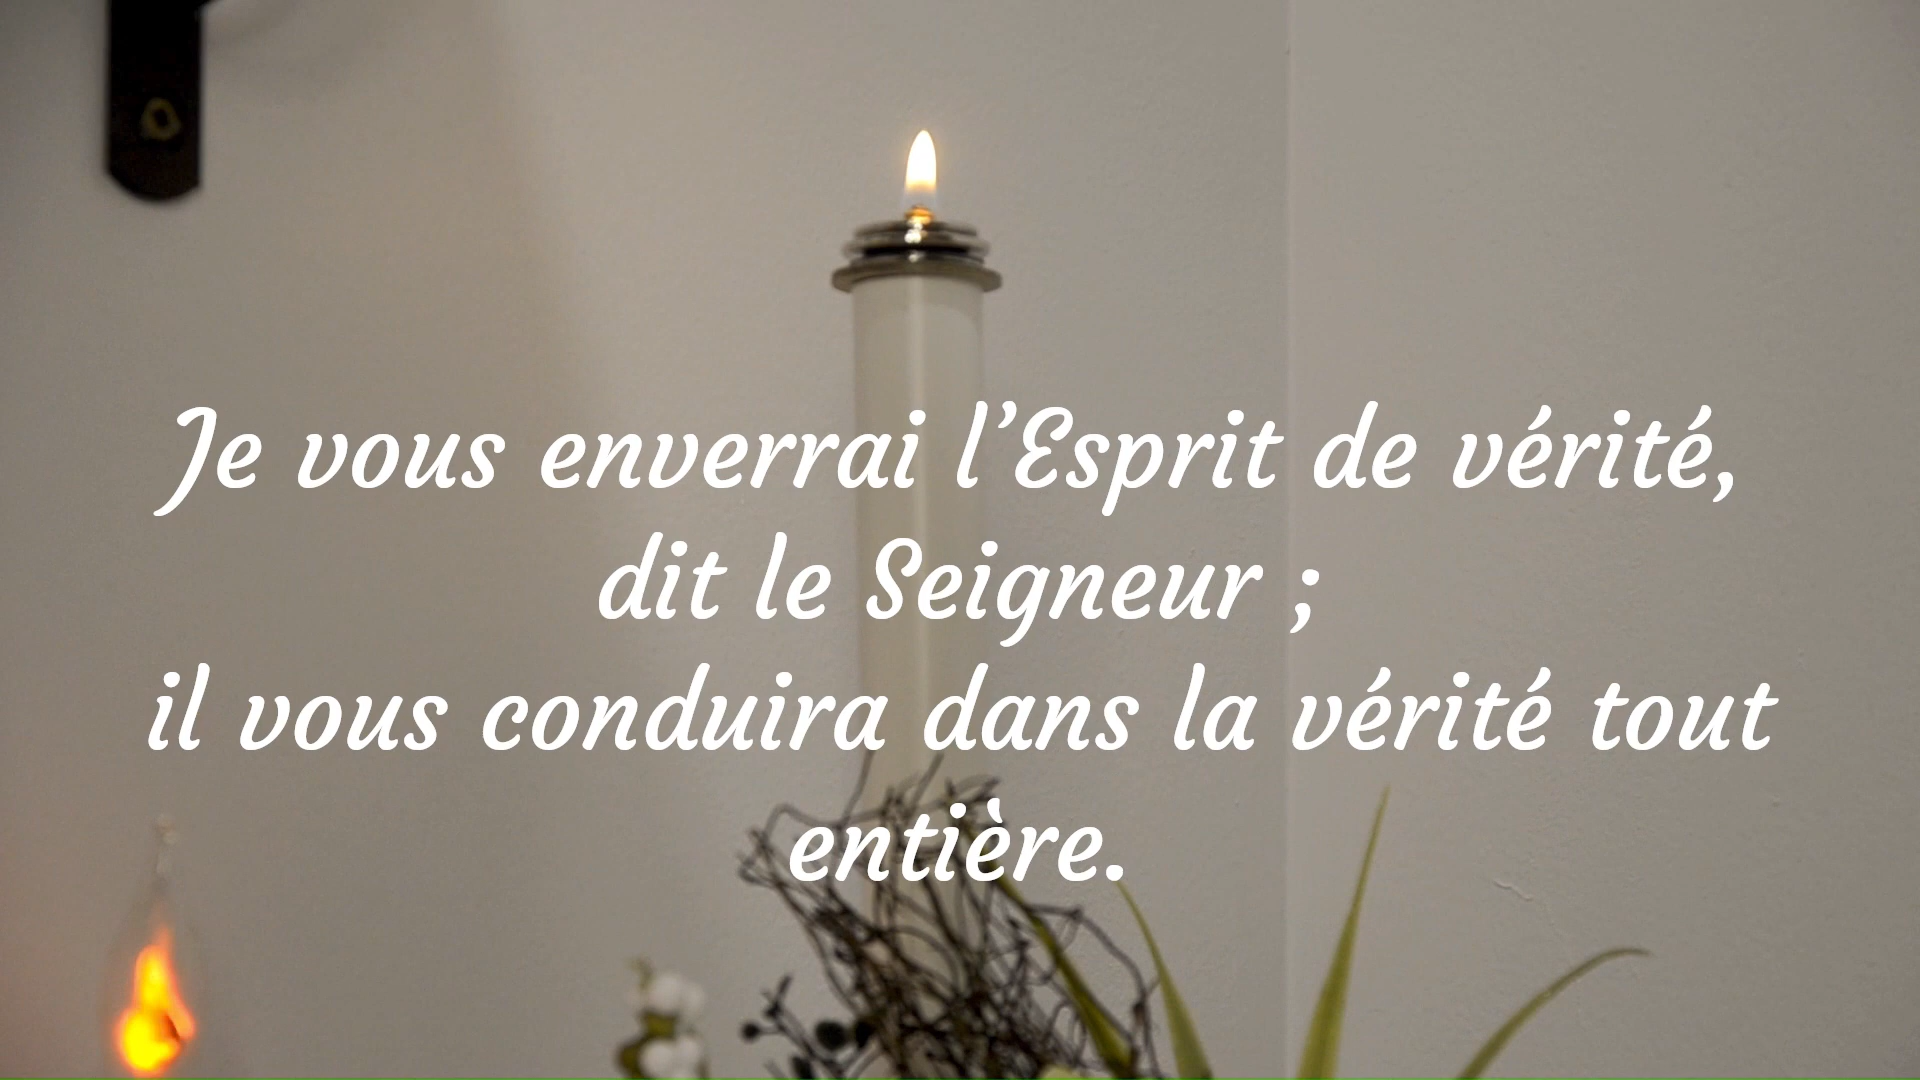 Je vous enverrai l’Esprit de vérité,
dit le Seigneur ;
il vous conduira dans la vérité tout
entière.